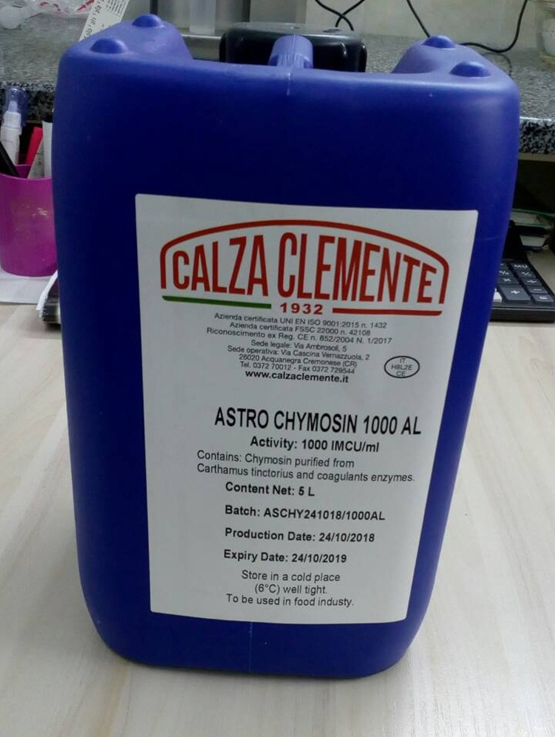 CALZA CLEMENTE
1932
Azienda certificata UNI EN ISO 9001:2015 n. 1432
Azienda certificata FSSC 22000 n. 42108
Riconoscimento ex Reg. CE n. 852/2004 N. 1/2017
Sede legale: Via Ambrosol, 5
Sede operativa: Via Cascina Vernazzuola, 2
26020 Acquanegra Cremonese (CR)
Tel. 0372 70012 - Fax 0372 729544
www.calzaclemente.it
IT
H8L2E
CE
ASTRO CHYMOSIN 1000 AL
Activity: 1000 IMCU/ml
Contains: Chymosin purified from
Carthamus tinctorius and coagulants enzymes.
Content Net: 5 L
Batch: ASCHY241018/1000AL
Production Date: 24/10/2018
Expiry Date: 24/10/2019
Store in a cold place
(6°C) well tight.
To be used in food industy.